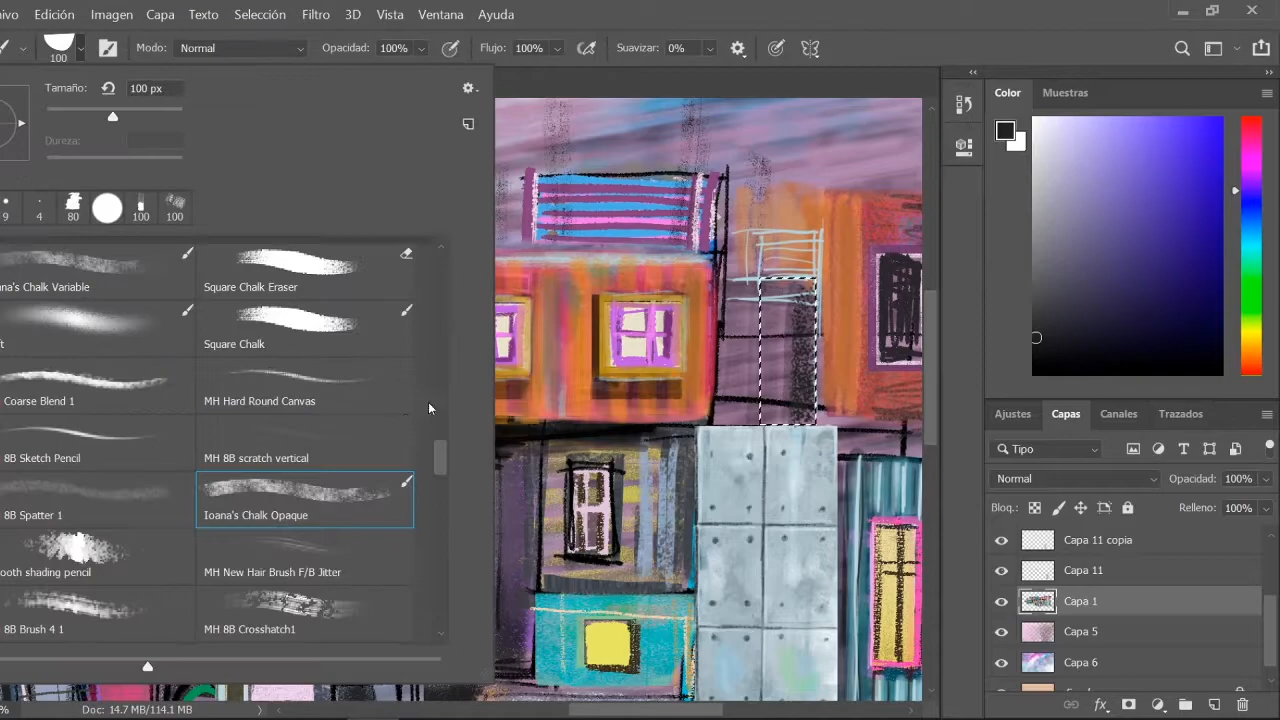 Edición Imagen Capa Texto Selección Filtro 3D Vista Ventana Ayuda
100 Modo: Normal Opacidad: 100% Flujo: 100% Suavizar: 0%
Tamaño: 100 px
Dureza:
9 4 80 100 100
Chalk Variable Square Chalk Eraser
Square Chalk
Coarse Blend 1 MH Hard Round Canvas
8B Sketch Pencil MH 8B scratch vertical
8B Spatter 1 Ioana's Chalk Opaque
shading pencil MH New Hair Brush F/B Jitter
8B Brush 4 1 MH 8B Crosshatch1
Doc: 14.7 MB/114.1 MB
Color Muestras
Ajustes Capas Canales Trazados
Tipo
Normal Opacidad: 100%
Bloq.: Relleno: 100%
Capa 11 copia
Capa 11
Capa 1
Capa 5
Capa 6